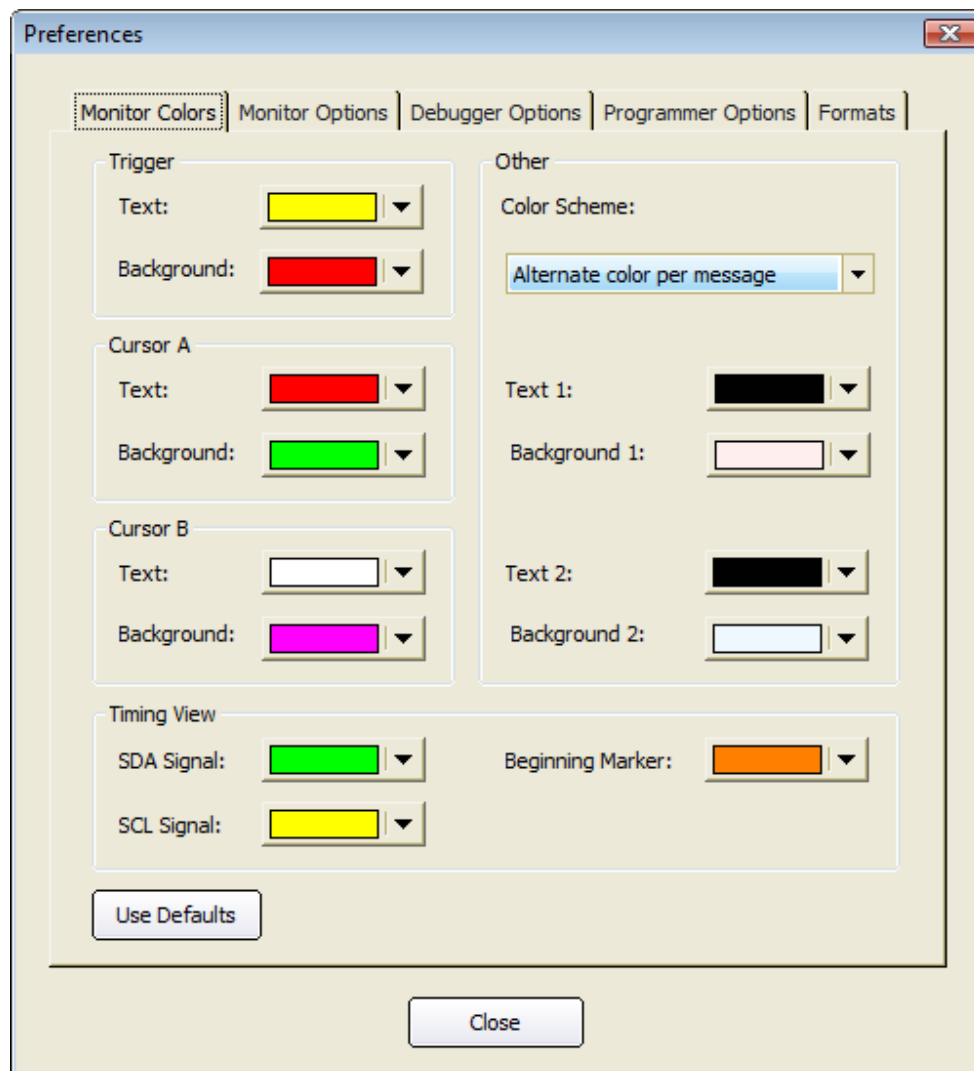 Preferences
Monitor Colors
Monitor Options
Debugger Options
Programmer Options
Formats
Trigger
Text:
Background:
Cursor A
Text:
Background:
Cursor B
Text:
Background:
Other
Color Scheme:
Alternate color per message
Text 1:
Background 1:
Text 2:
Background 2:
Timing View
SDA Signal:
Beginning Marker:
SCL Signal:
Use Defaults
Close